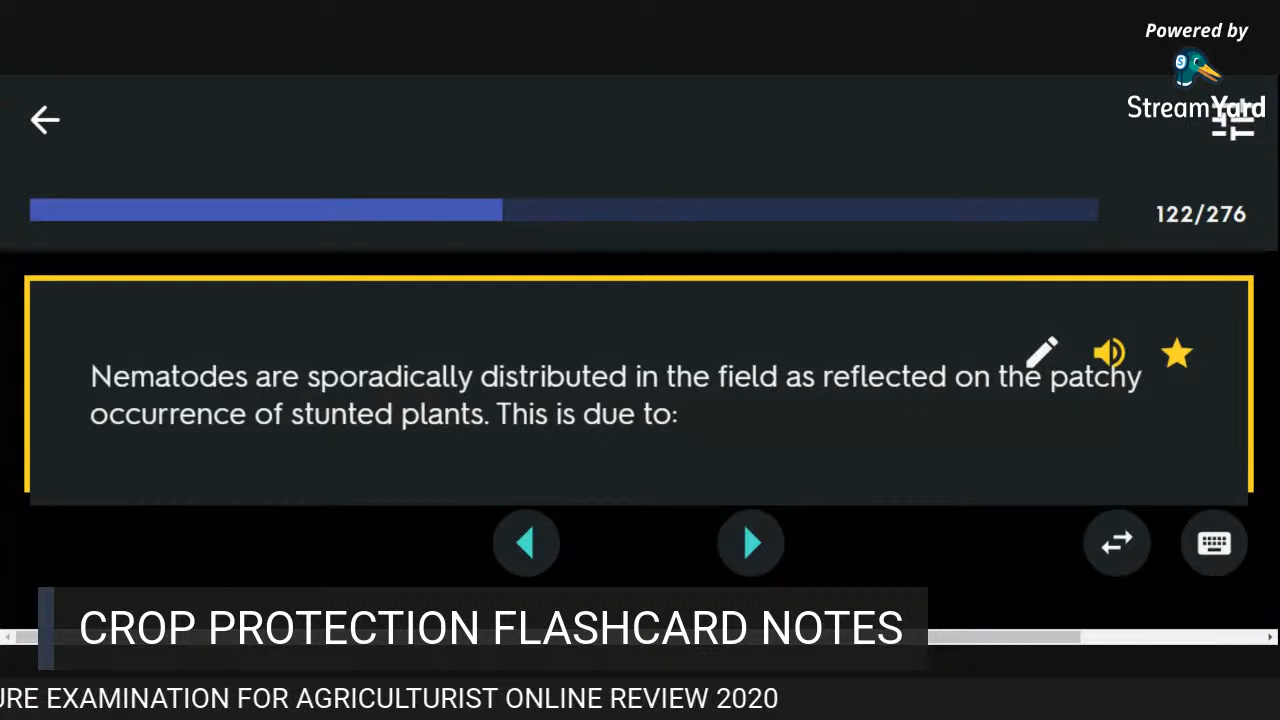 Powered by
StreamYard
122/276
Nematodes are sporadically distributed in the field as reflected on the patchy
occurrence of stunted plants. This is due to:
CROP PROTECTION FLASHCARD NOTES
URE EXAMINATION FOR AGRICULTURIST ONLINE REVIEW 2020